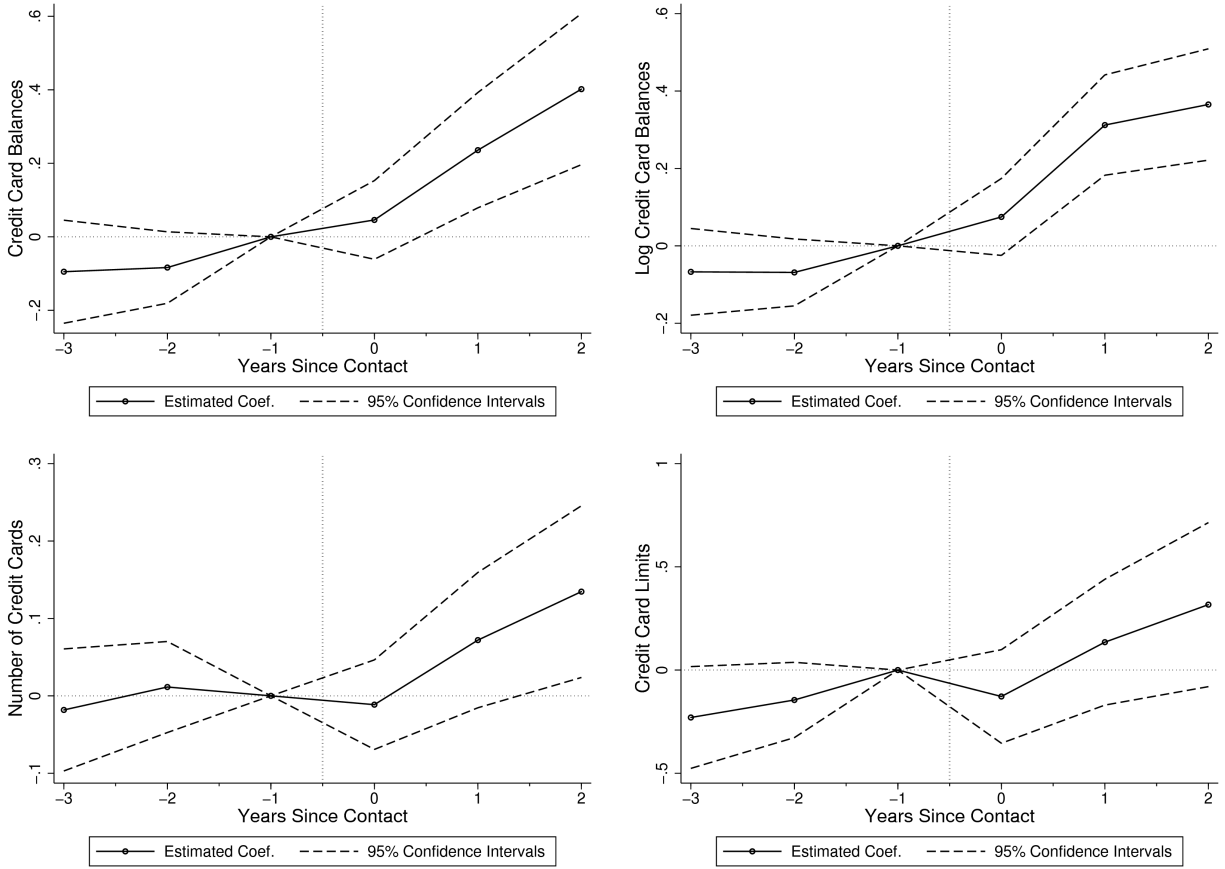 Credit Card Balances
.6
.4
.2
0
-.2
−3 −2 −1 0 1 2
Years Since Contact
Estimated Coef. 95% Confidence Intervals
Log Credit Card Balances
.6
.4
.2
0
-.2
−3 −2 −1 0 1 2
Years Since Contact
Estimated Coef. 95% Confidence Intervals
Number of Credit Cards
.3
.2
.1
0
-.1
−3 −2 −1 0 1 2
Years Since Contact
Estimated Coef. 95% Confidence Intervals
Credit Card Limits
1
.5
0
-.5
−3 −2 −1 0 1 2
Years Since Contact
Estimated Coef. 95% Confidence Intervals